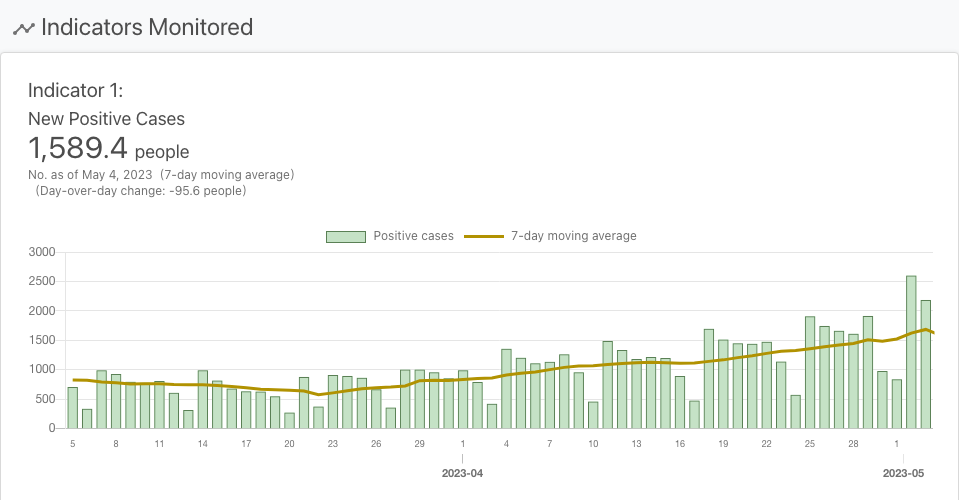 Indicators Monitored
Indicator 1:
New Positive Cases
1,589.4 people
No. as of May 4, 2023 (7-day moving average)
(Day-over-day change: -95.6 people)
Positive cases 7-day moving average
3000
2500
2000
1500
1000
500
0
5 8 11 14 17 20 23 26 29 1 4 7 10 13 16 19 22 25 28 1
2023-04 2023-05